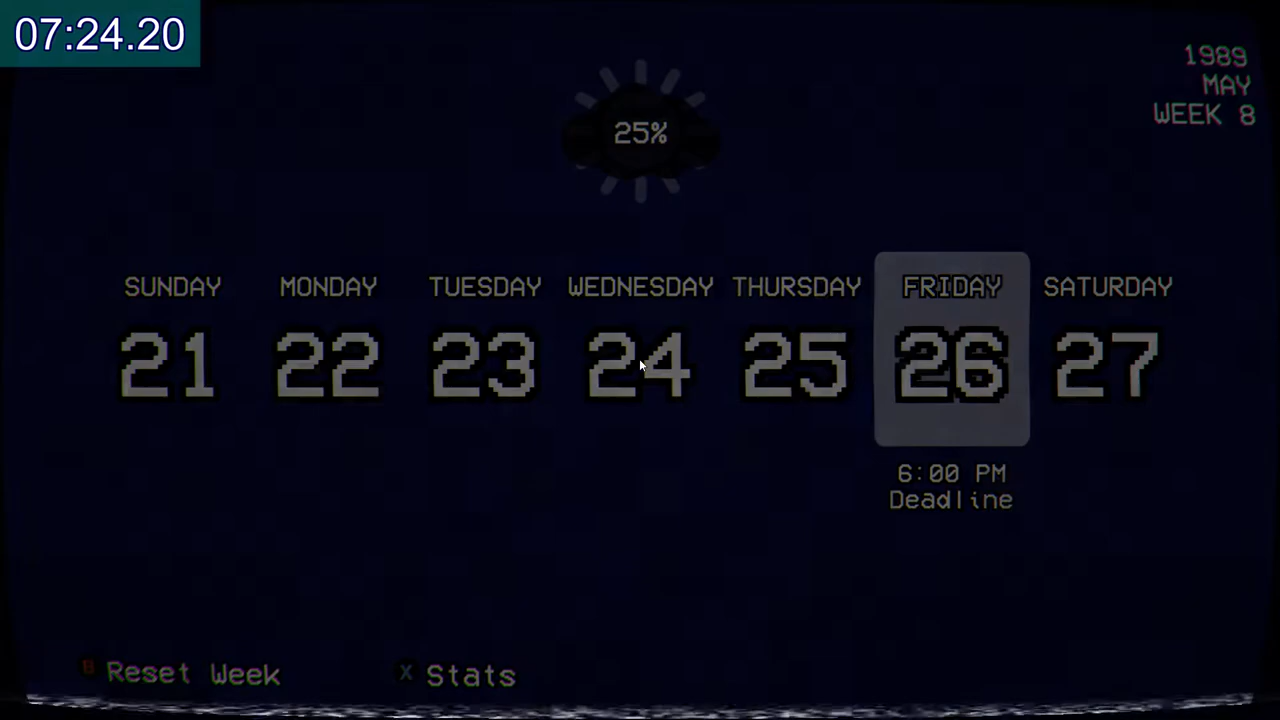 07:24.20
1989
MAY
WEEK 8
25%
SUNDAY MONDAY TUESDAY WEDNESDAY THURSDAY FRIDAY SATURDAY
21 22 23 24 25 26 27
6:00 PM
Deadline
B Reset Week X Stats